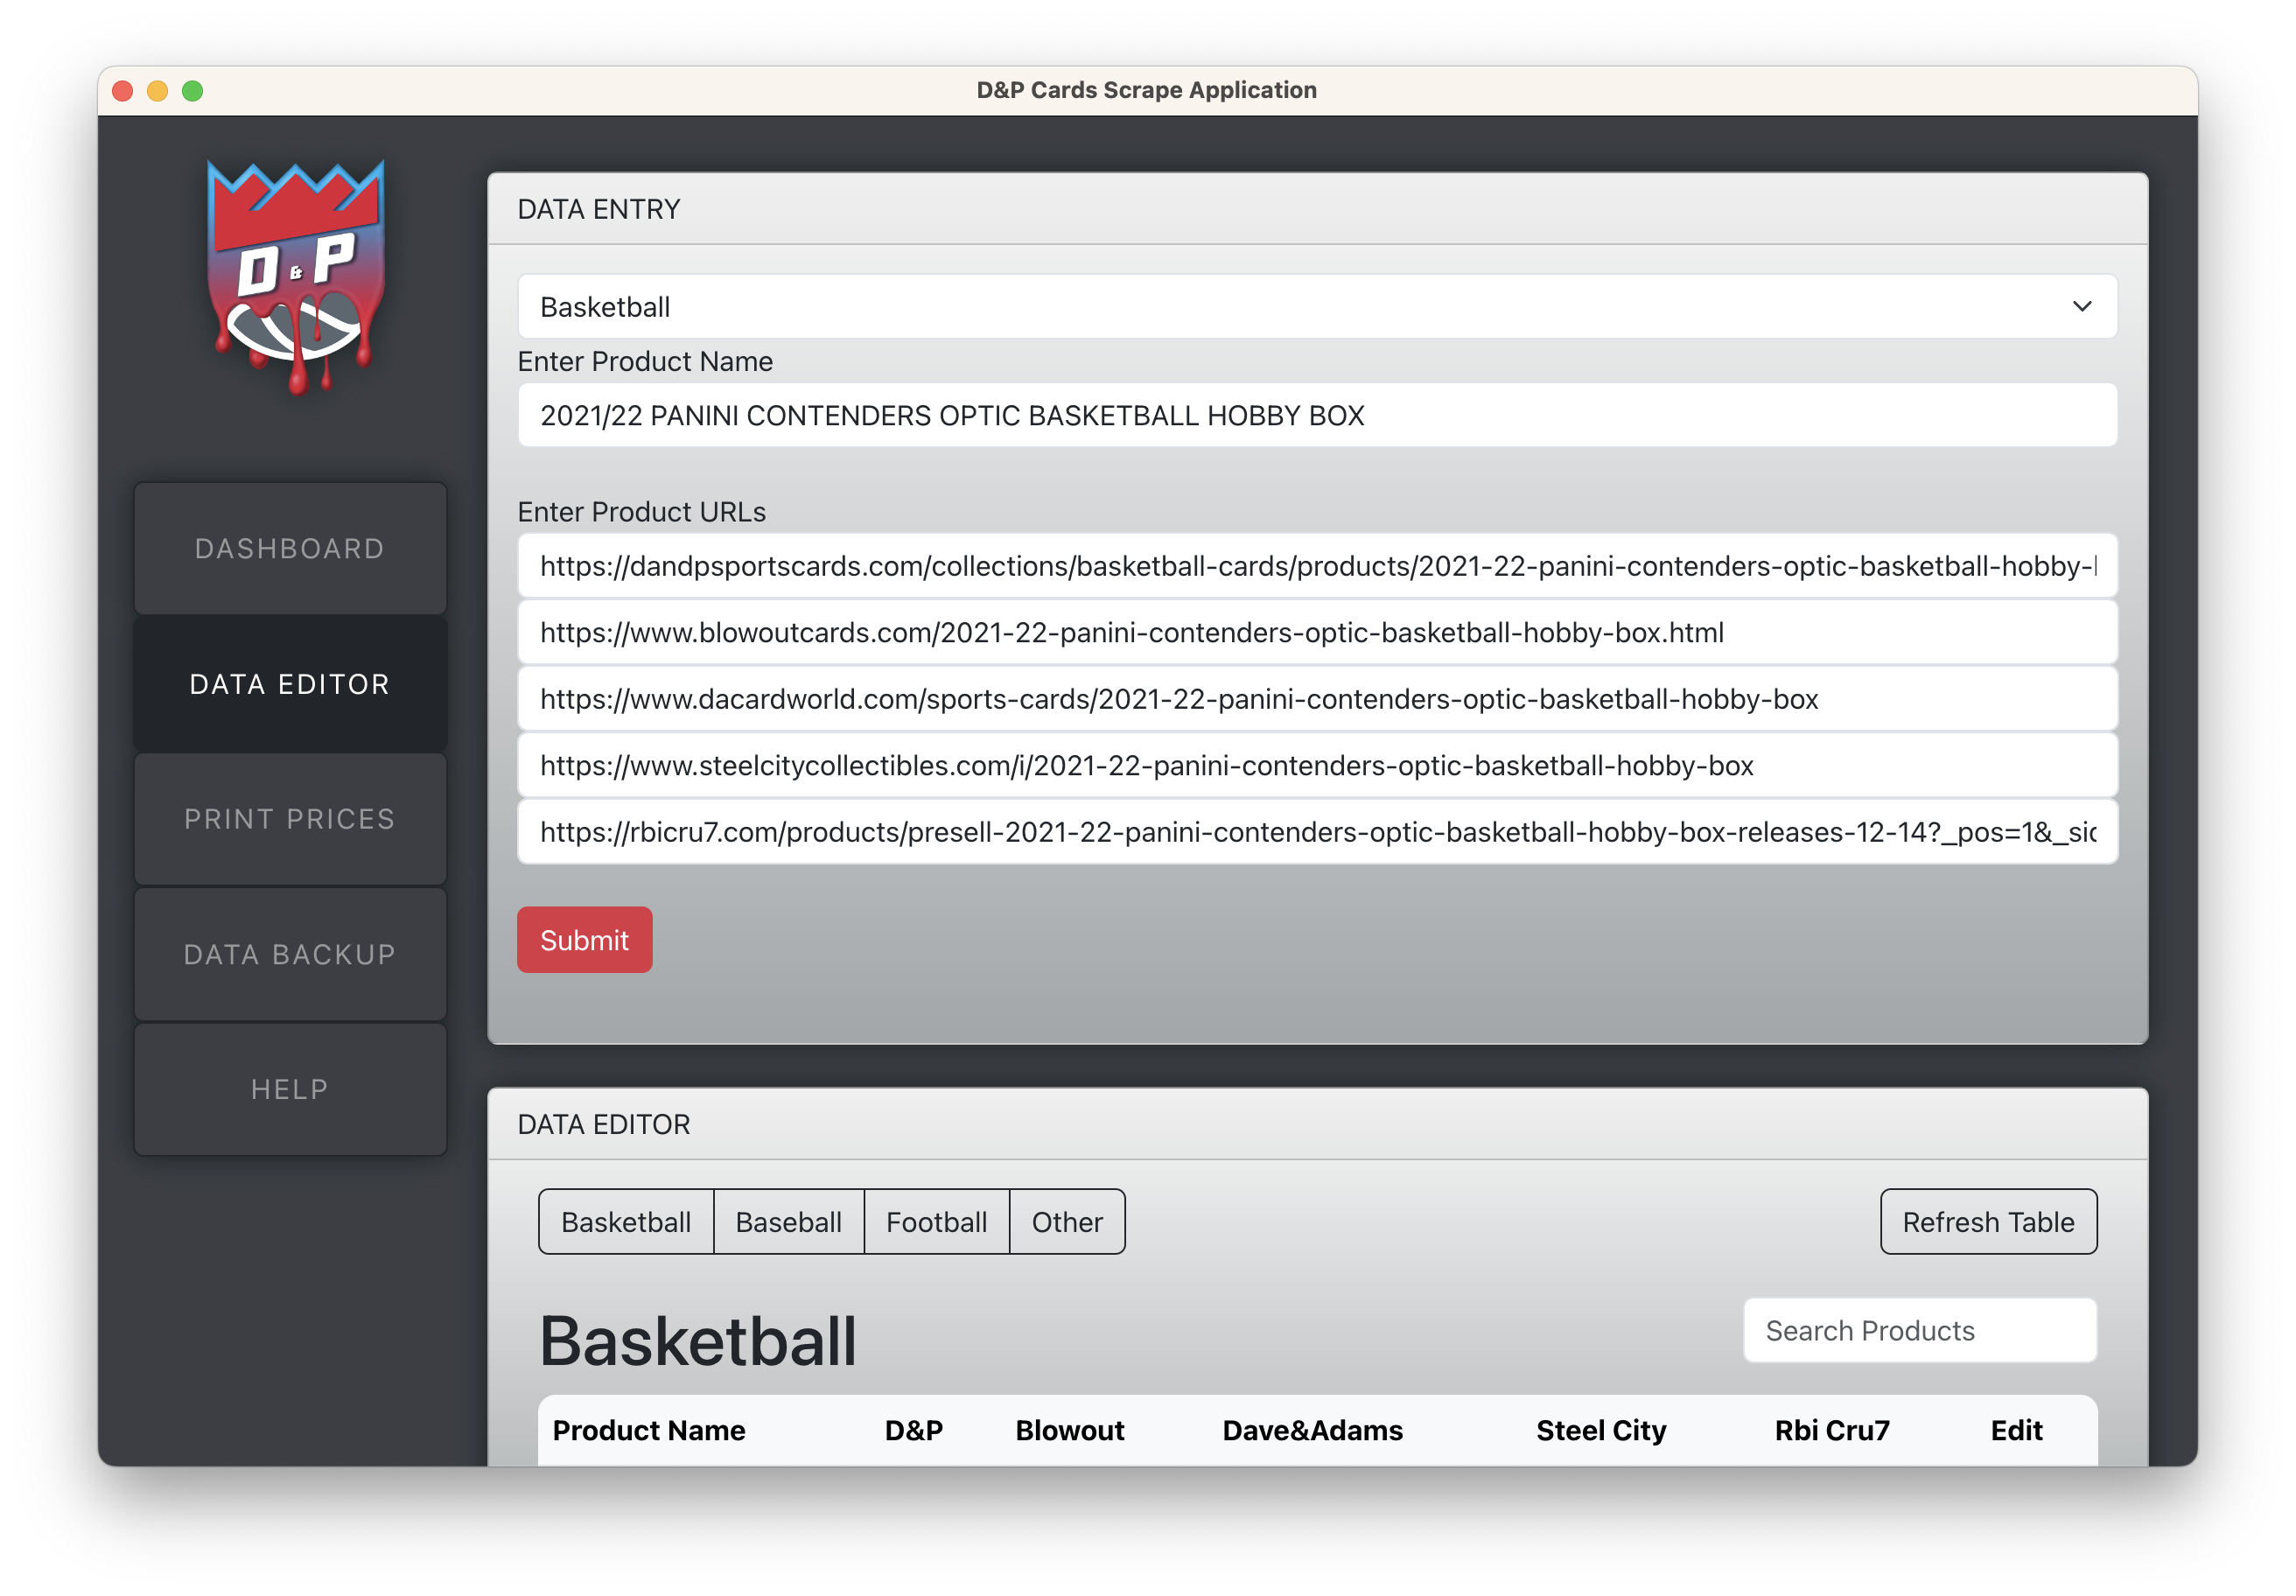 D&P Cards Scrape Application
D & P
DASHBOARD
DATA EDITOR
PRINT PRICES
DATA BACKUP
HELP
DATA ENTRY
Basketball
Enter Product Name
2021/22 PANINI CONTENDERS OPTIC BASKETBALL HOBBY BOX
Enter Product URLs
https://dandpsportscards.com/collections/basketball-cards/products/2021-22-panini-contenders-optic-basketball-hobby-
https://www.blowoutcards.com/2021-22-panini-contenders-optic-basketball-hobby-box.html
https://www.dacardworld.com/sports-cards/2021-22-panini-contenders-optic-basketball-hobby-box
https://www.steelcitycollectibles.com/i/2021-22-panini-contenders-optic-basketball-hobby-box
https://rbicru7.com/products/presell-2021-22-panini-contenders-optic-basketball-hobby-box-releases-12-14?_pos=1&_si
Submit
DATA EDITOR
Basketball Baseball Football Other Refresh Table
Basketball Search Products
Product Name D&P Blowout Dave&Adams Steel City Rbi Cru7 Edit